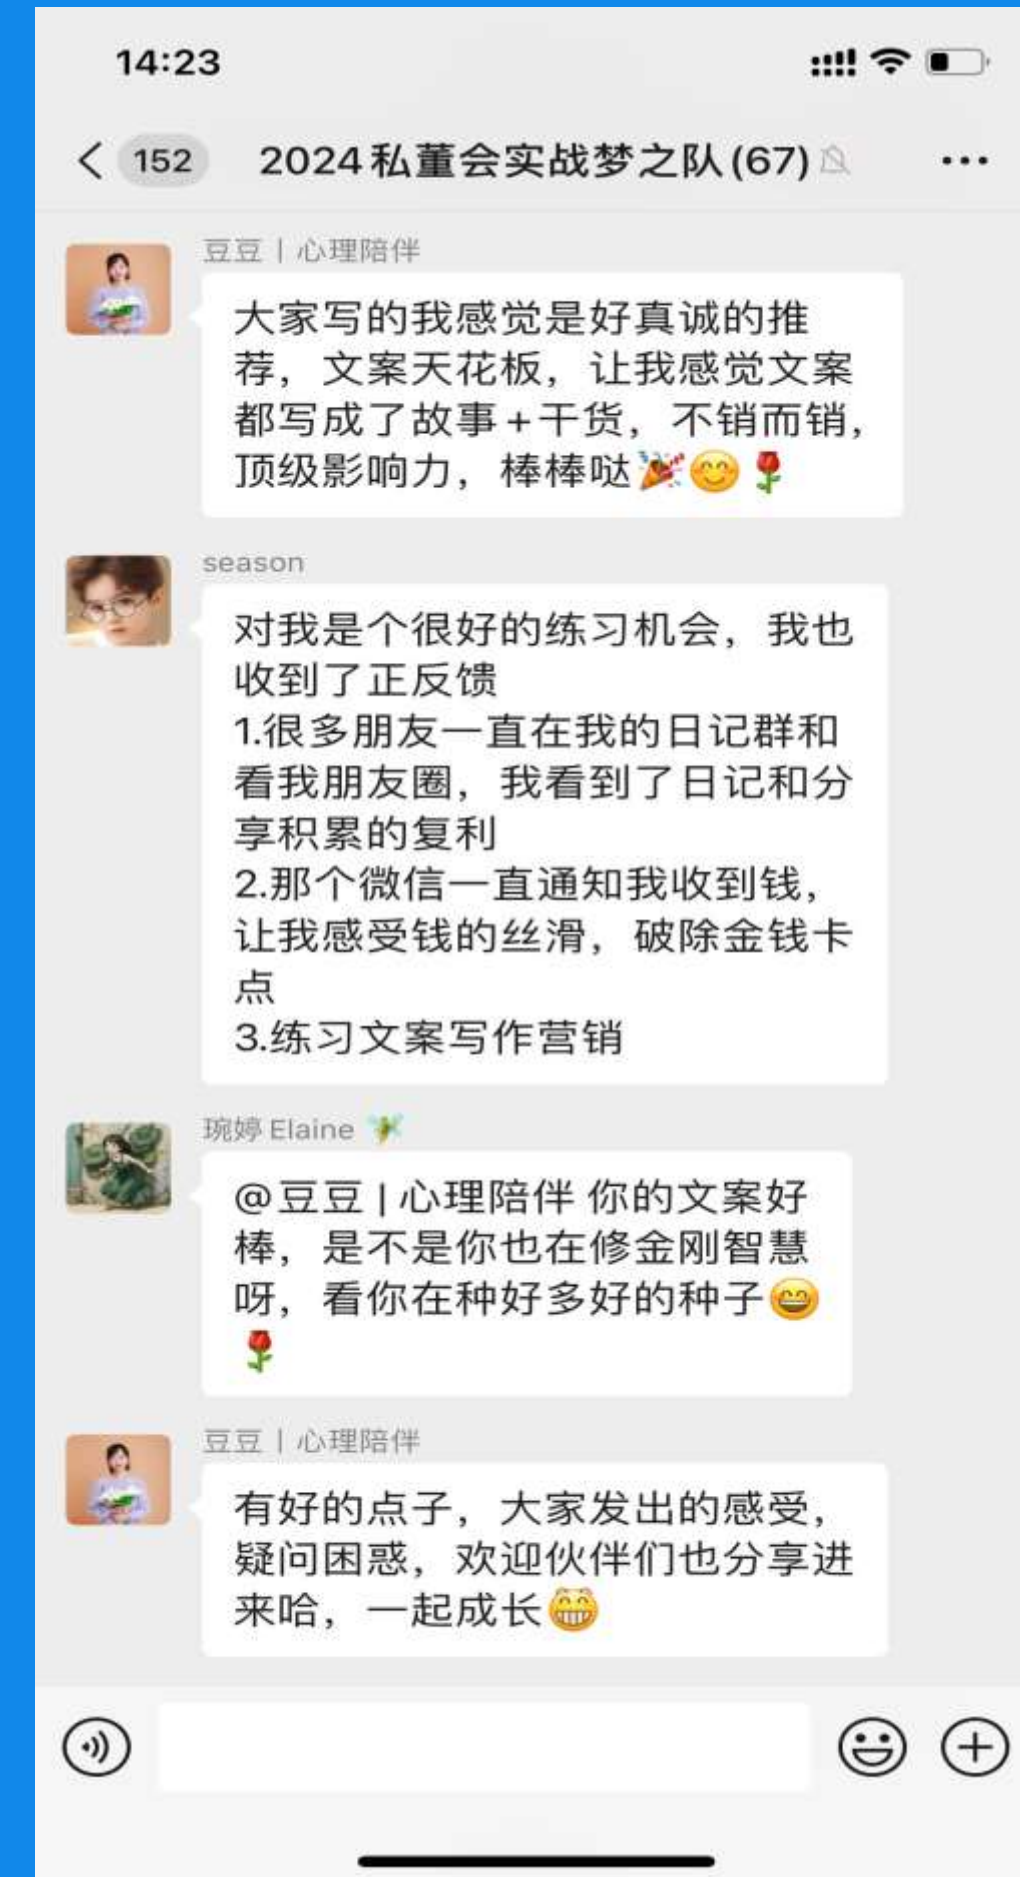 14:23
152 2024私董会实战梦之队(67)
豆豆 | 心理陪伴
大家写的我感觉是好真诚的推
荐，文案天花板，让我感觉文案
都写成了故事+干货，不销而销，
顶级影响力，棒棒哒🎉😊🌹
season
对我是个很好的练习机会，我也
收到了正反馈
1.很多朋友一直在我的日记群和
看我朋友圈，我看到了日记和分
享积累的复利
2.那个微信一直通知我收到钱，
让我感受钱的丝滑，破除金钱卡
点
3.练习文案写作营销
琬婷 Elaine
@豆豆 | 心理陪伴 你的文案好
棒，是不是你也在修金刚智慧
呀，看你在种好多好的种子😄
🌹
豆豆 | 心理陪伴
有好的点子，大家发出的感受，
疑问困惑，欢迎伙伴们也分享进
来哈，一起成长😁